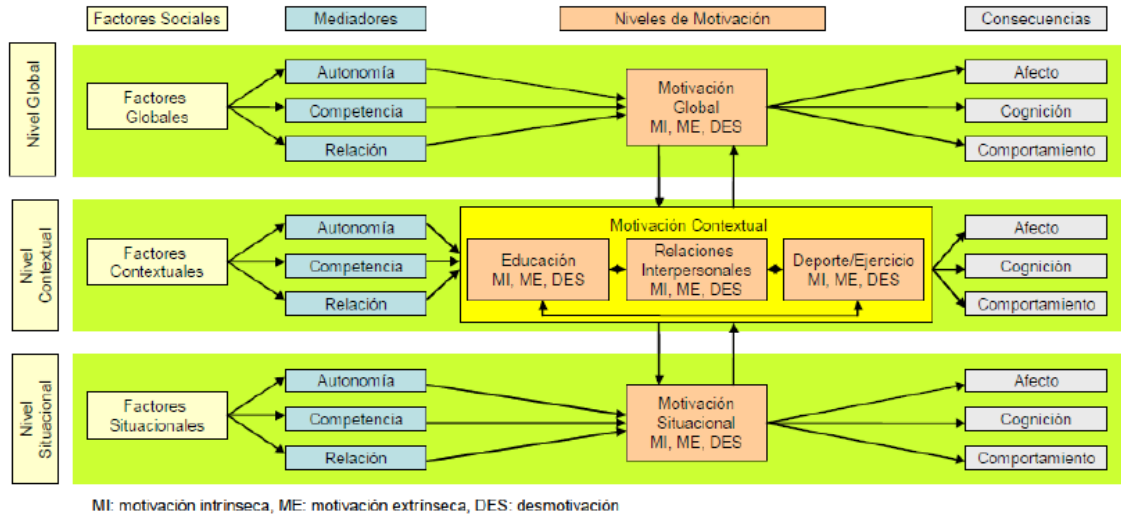 Factores Sociales
Mediadores
Niveles de Motivación
Consecuencias
Nivel Global
Factores
Globales
Autonomía
Competencia
Relación
Motivación
Global
MI, ME, DES
Afecto
Cognición
Comportamiento
Nivel
Contextual
Factores
Contextuales
Autonomía
Competencia
Relación
Motivación Contextual
Educación
MI, ME, DES
Relaciones
Interpersonales
MI, ME, DES
Deporte/Ejercicio
MI, ME, DES
Afecto
Cognición
Comportamiento
Nivel
Situacional
Factores
Situacionales
Autonomía
Competencia
Relación
Motivación
Situacional
MI, ME, DES
Afecto
Cognición
Comportamiento
MI: motivación intrínseca, ME: motivación extrínseca, DES: desmotivación